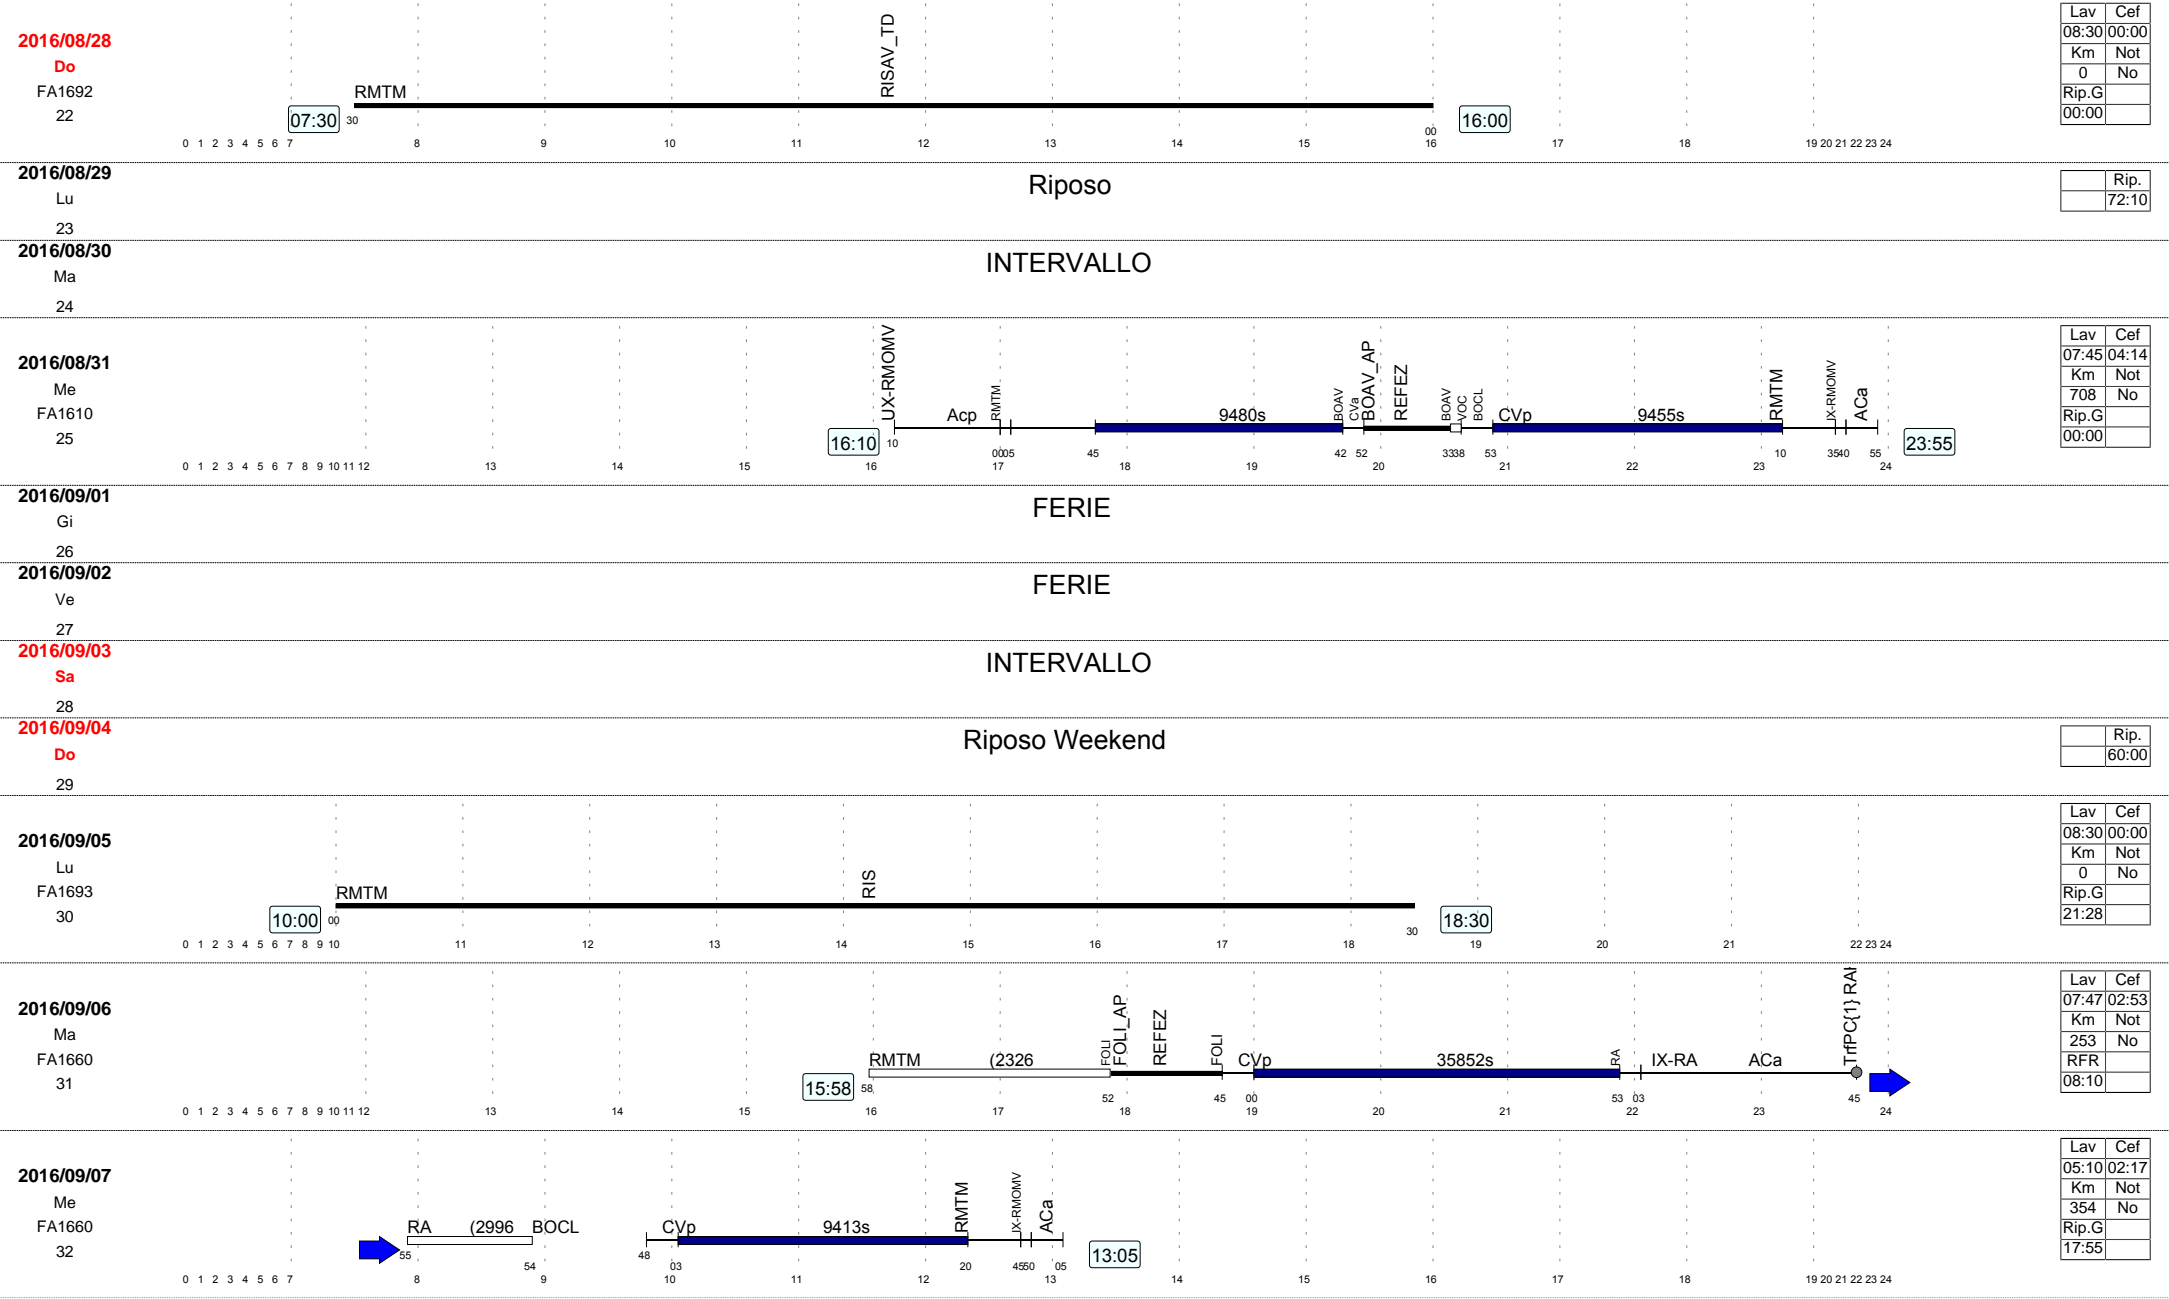 2016/08/28
Do
FA1692
22
07:30
30
RMTM
RISAV_TD
00
16:00
0 1 2 3 4 5 6 7 8 9 10 11 12 13 14 15 16 17 18 19 20 21 22 23 24
Lav Cef
08:30 00:00
Km Not
0 No
Rip.G
00:00
2016/08/29
Lu
23
Riposo
Rip.
72:10
2016/08/30
Ma
24
INTERVALLO
2016/08/31
Me
FA1610
25
16:10
10
UX-RMOMV
Acp
RMTM
9480s
BOAV
CVa
BOAV_AP
REFEZ
BOAV
VOC
BOCL
CVp
9455s
RMTM
IX-RMOMV
ACa
00 05 45 42 52 33 38 53 10 35 40 55
23:55
0 1 2 3 4 5 6 7 8 9 10 11 12 13 14 15 16 17 18 19 20 21 22 23 24
Lav Cef
07:45 04:14
Km Not
708 No
Rip.G
00:00
2016/09/01
Gi
26
FERIE
2016/09/02
Ve
27
FERIE
2016/09/03
Sa
28
INTERVALLO
2016/09/04
Do
29
Riposo Weekend
Rip.
60:00
2016/09/05
Lu
FA1693
30
10:00
00
RMTM
RIS
30
18:30
0 1 2 3 4 5 6 7 8 9 10 11 12 13 14 15 16 17 18 19 20 21 22 23 24
Lav Cef
08:30 00:00
Km Not
0 No
Rip.G
21:28
2016/09/06
Ma
FA1660
31
15:58
58
RMTM
(2326
FOLI
FOLI_AP
REFEZ
FOLI
CVp
35852s
RA
IX-RA
ACa
TrfPC{1} RA
52 45 00 53 03 45
0 1 2 3 4 5 6 7 8 9 10 11 12 13 14 15 16 17 18 19 20 21 22 23 24
Lav Cef
07:47 02:53
Km Not
253 No
RFR
08:10
2016/09/07
Me
FA1660
32
55
RA
(2996
BOCL
54
48
CVp
03
9413s
RMTM
IX-RMOMV
ACa
20 45 50 05
13:05
0 1 2 3 4 5 6 7 8 9 10 11 12 13 14 15 16 17 18 19 20 21 22 23 24
Lav Cef
05:10 02:17
Km Not
354 No
Rip.G
17:55